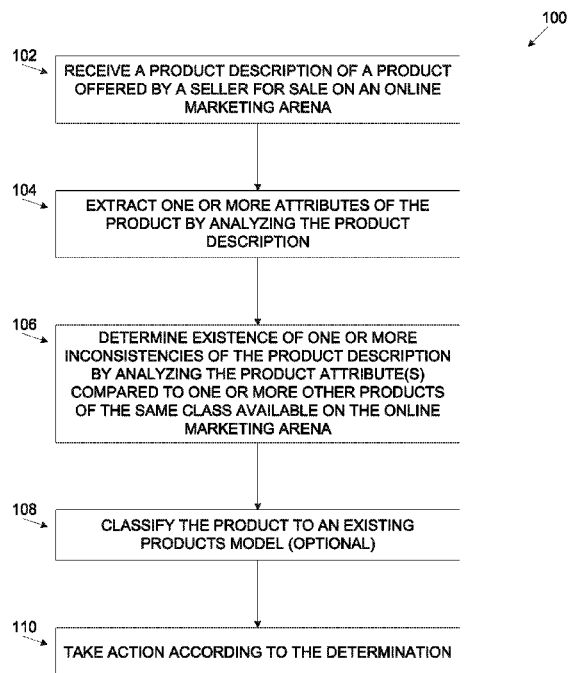 100
102
RECEIVE A PRODUCT DESCRIPTION OF A PRODUCT
OFFERED BY A SELLER FOR SALE ON AN ONLINE
MARKETING ARENA
104
EXTRACT ONE OR MORE ATTRIBUTES OF THE
PRODUCT BY ANALYZING THE PRODUCT
DESCRIPTION
106
DETERMINE EXISTENCE OF ONE OR MORE
INCONSISTENCIES OF THE PRODUCT DESCRIPTION
BY ANALYZING THE PRODUCT ATTRIBUTE(S)
COMPARED TO ONE OR MORE OTHER PRODUCTS
OF THE SAME CLASS AVAILABLE ON THE ONLINE
MARKETING ARENA
108
CLASSIFY THE PRODUCT TO AN EXISTING
PRODUCTS MODEL (OPTIONAL)
110
TAKE ACTION ACCORDING TO THE DETERMINATION